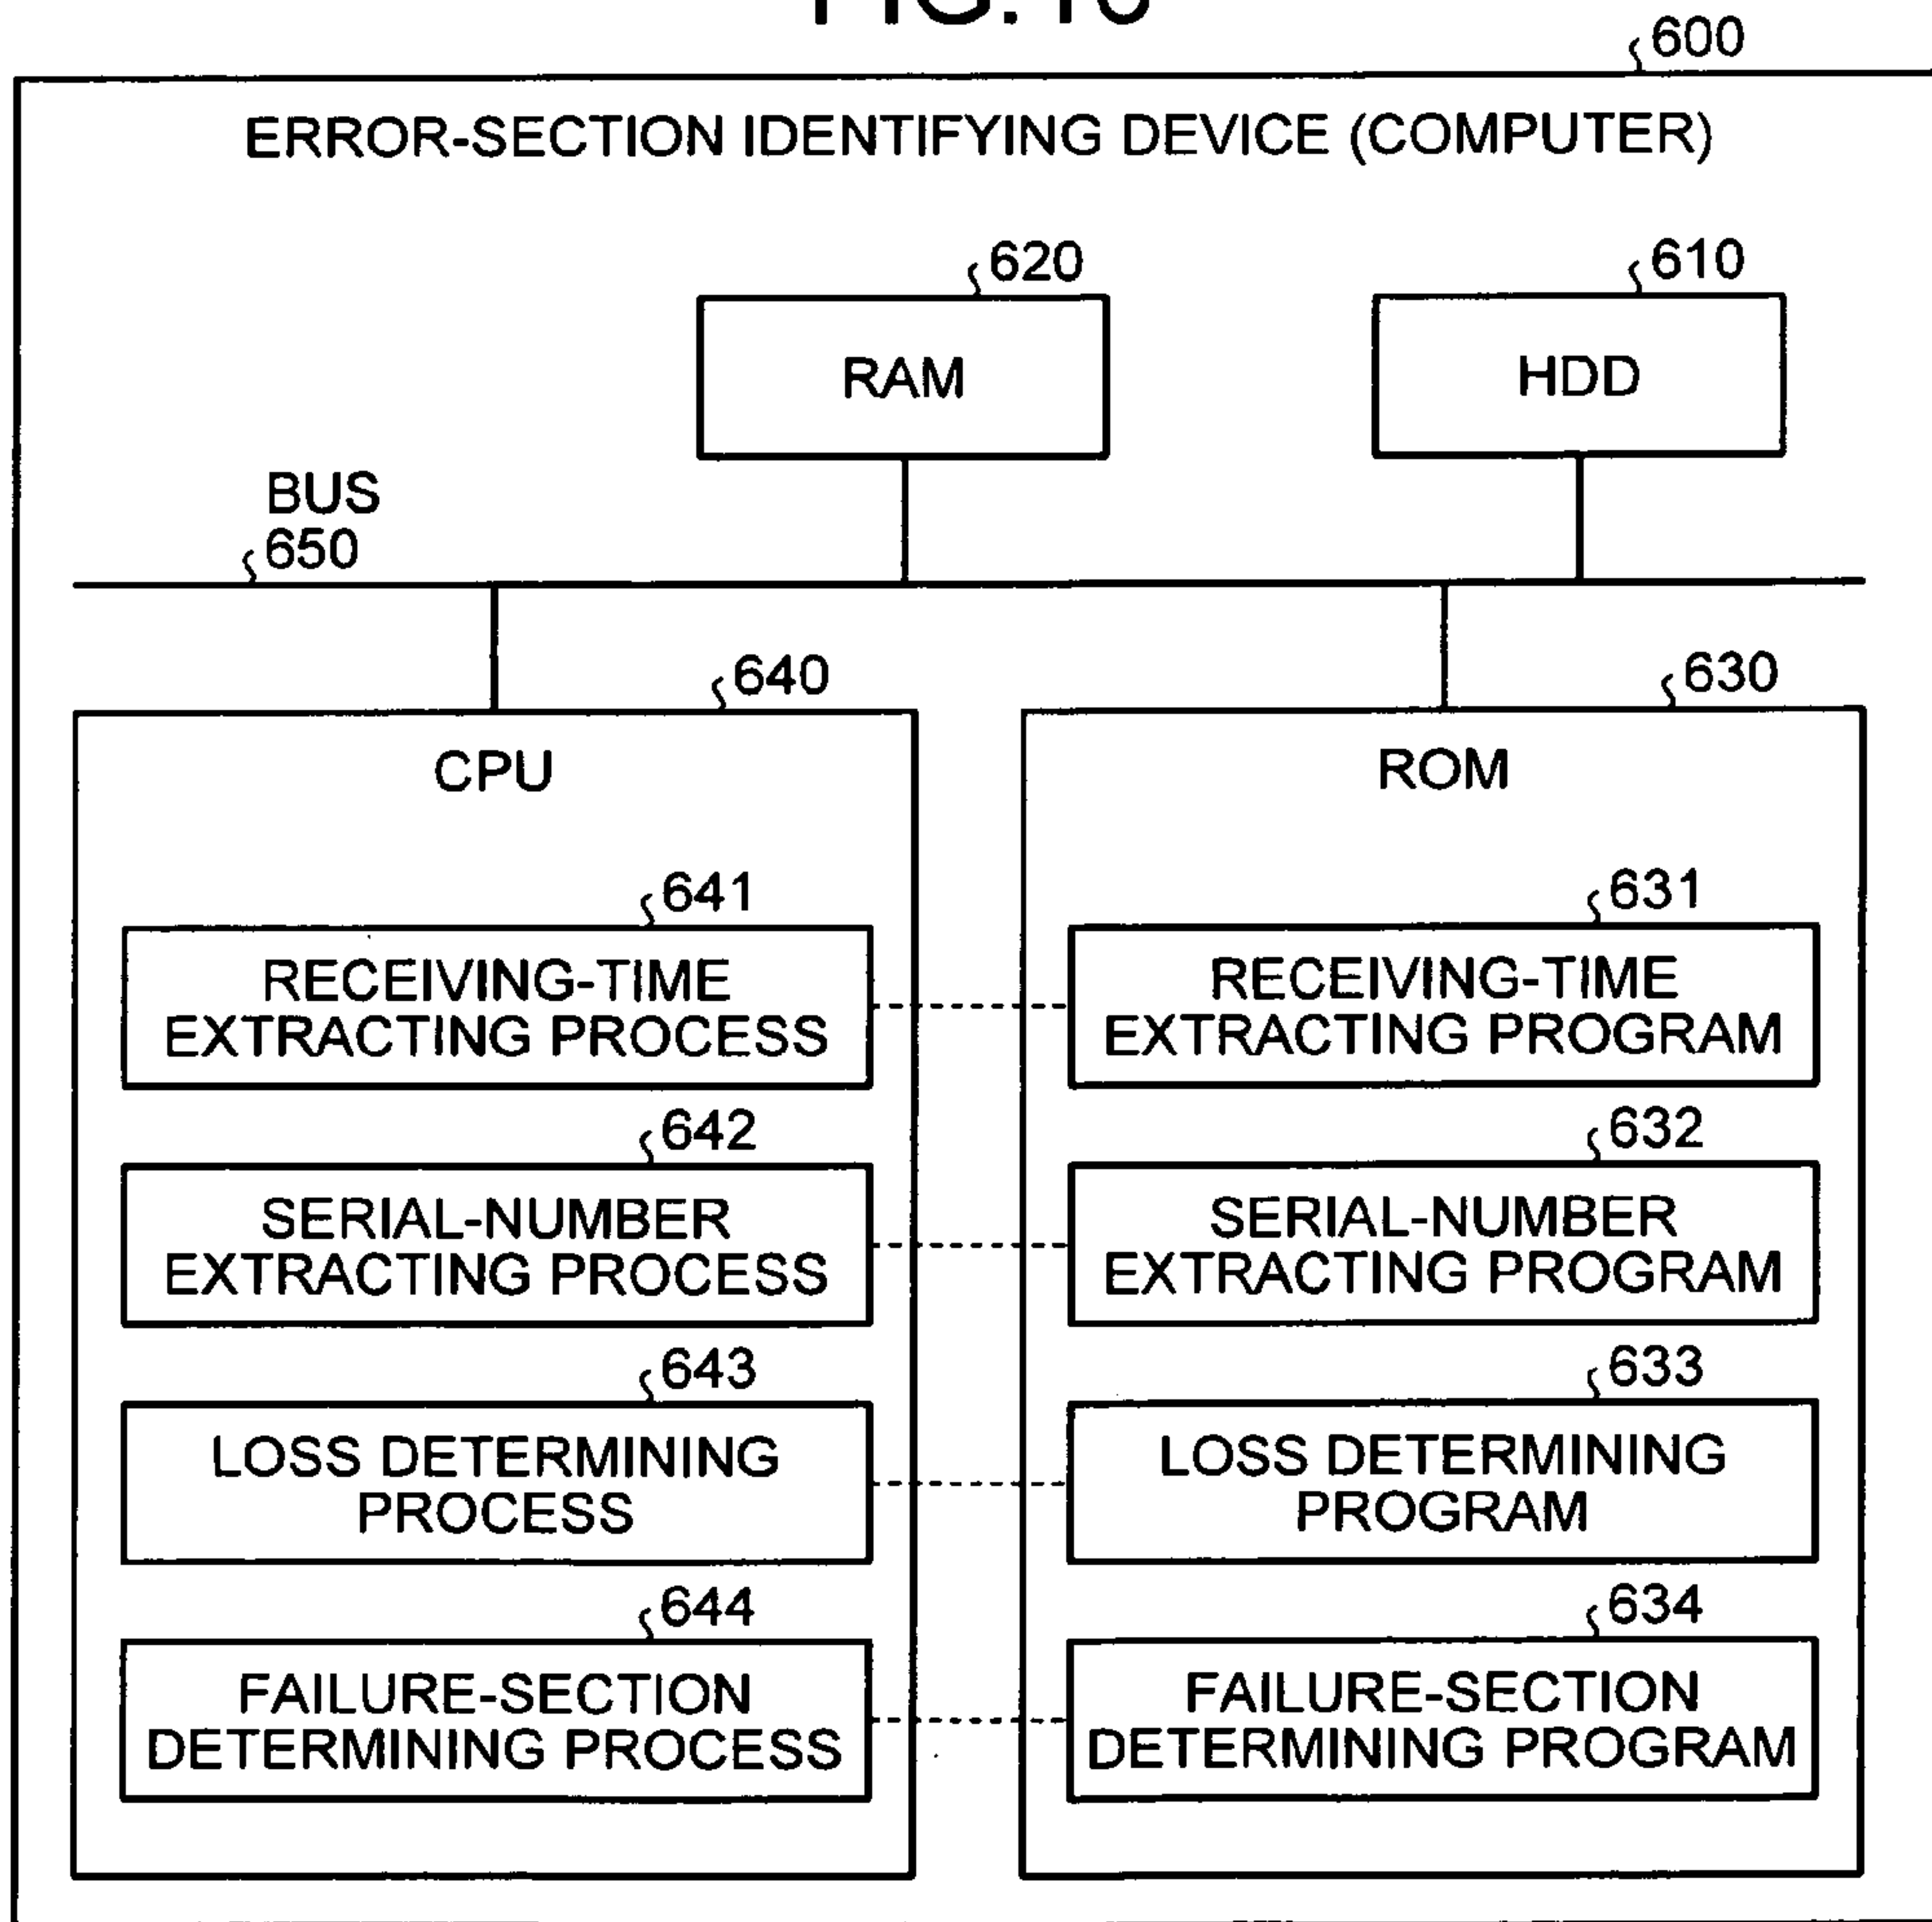 600
ERROR-SECTION IDENTIFYING DEVICE (COMPUTER)
620
610
RAM
HDD
BUS
650
640
630
CPU
ROM
641
631
RECEIVING-TIME
EXTRACTING PROCESS
RECEIVING-TIME
EXTRACTING PROGRAM
642
632
SERIAL-NUMBER
EXTRACTING PROCESS
SERIAL-NUMBER
EXTRACTING PROGRAM
643
633
LOSS DETERMINING
PROCESS
LOSS DETERMINING
PROGRAM
644
634
FAILURE-SECTION
DETERMINING PROCESS
FAILURE-SECTION
DETERMINING PROGRAM